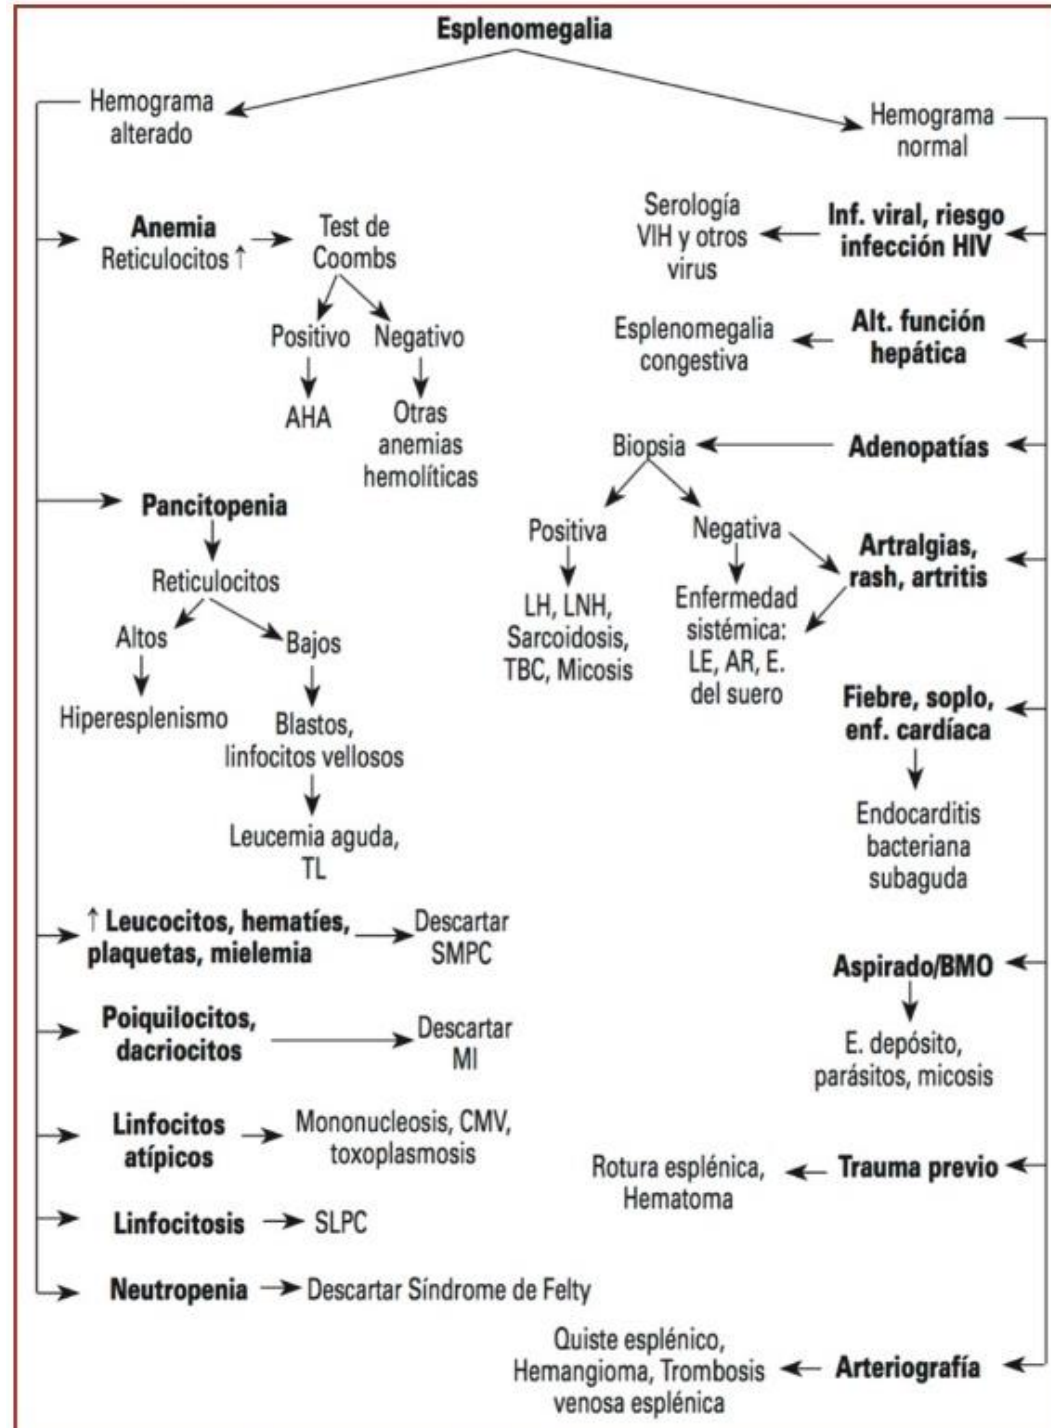 Esplenomegalia
Hemograma
alterado
Hemograma
normal
Anemia
Reticulocitos ↑
Test de
Coombs
Positivo
Negativo
AHA
Otras
anemias
hemolíticas
Pancitopenia
Reticulocitos
Altos
Bajos
Hiperesplenismo
Blastos,
linfocitos vellosos
Leucemia aguda,
TL
↑ Leucocitos, hematíes,
plaquetas, mielemia
Descartar
SMPC
Poiquilocitos,
dacriocitos
Descartar
MI
Linfocitos
atípicos
Mononucleosis, CMV,
toxoplasmosis
Linfocitosis
SLPC
Neutropenia
Descartar Síndrome de Felty
Inf. viral, riesgo
infección HIV
Serología
VIH y otros
virus
Alt. función
hepática
Esplenomegalia
congestiva
Adenopatías
Biopsia
Positiva
Negativa
LH, LNH,
Sarcoidosis,
TBC, Micosis
Enfermedad
sistémica:
LE, AR, E.
del suero
Artralgias,
rash, artritis
Fiebre, soplo,
enf. cardíaca
Endocarditis
bacteriana
subaguda
Aspirado/BMO
E. depósito,
parásitos, micosis
Trauma previo
Rotura esplénica,
Hematoma
Arteriografía
Quiste esplénico,
Hemangioma, Trombosis
venosa esplénica